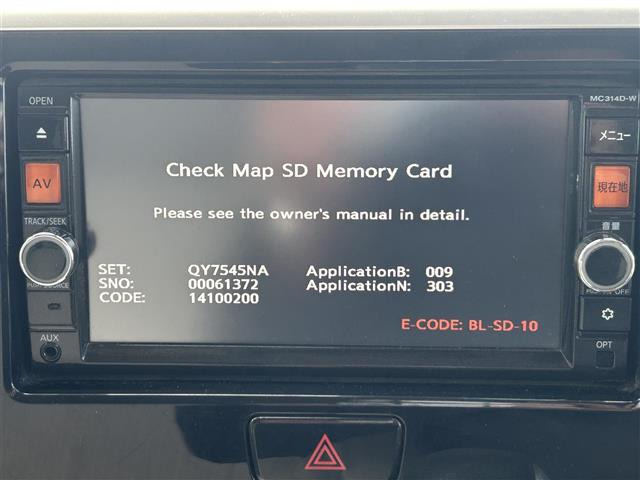 OPEN
MC314D-W
メニュー
AV
現在地
TRACK/SEEK
音量
Check Map SD Memory Card
Please see the owner's manual in detail.
SET: QY7545NA ApplicationB: 009
SNO: 00061372 ApplicationN: 303
CODE: 14100200
E-CODE: BL-SD-10
AUX
OPT